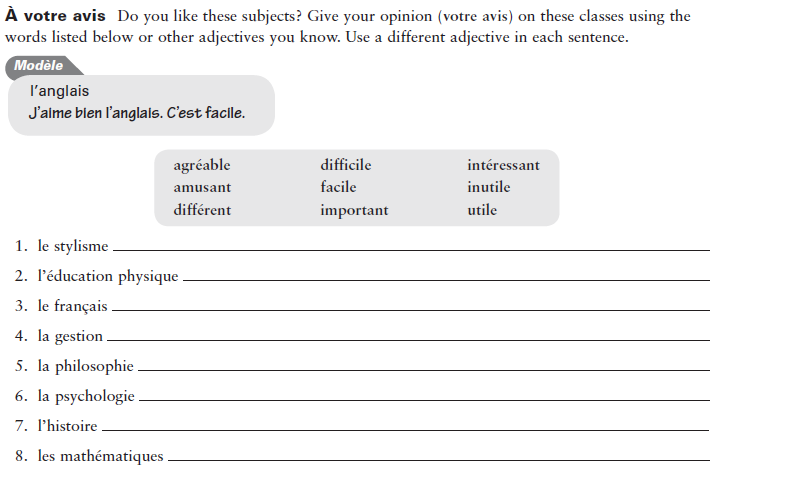 À votre avis Do you like these subjects? Give your opinion (votre avis) on these classes using the
words listed below or other adjectives you know. Use a different adjective in each sentence.
Modèle
l'anglais
J'aime bien l'anglais. C'est facile.
agréable difficile intéressant
amusant facile inutile
différent important utile
1. le stylisme
2. l'éducation physique
3. le français
4. la gestion
5. la philosophie
6. la psychologie
7. l'histoire
8. les mathématiques